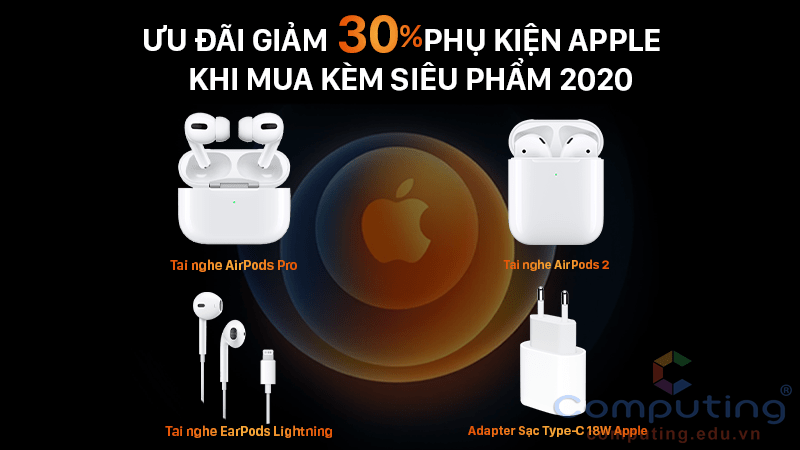 ƯU ĐÃI GIẢM 30% PHỤ KIỆN APPLE
KHI MUA KÈM SIÊU PHẨM 2020
Tai nghe AirPods Pro
Tai nghe AirPods 2
Tai nghe EarPods Lightning
Adapter Sạc Type-C 18W Apple
Computing®
computing.edu.vn